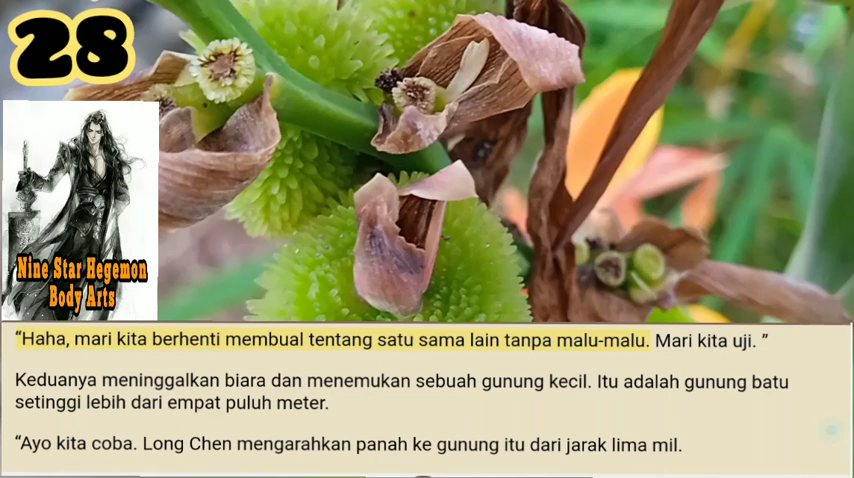 28
Nine Star Hegemon
Body Arts
“Haha, mari kita berhenti membual tentang satu sama lain tanpa malu-malu. Mari kita uji. ”
Keduanya meninggalkan biara dan menemukan sebuah gunung kecil. Itu adalah gunung batu
setinggi lebih dari empat puluh meter.
“Ayo kita coba. Long Chen mengarahkan panah ke gunung itu dari jarak lima mil.